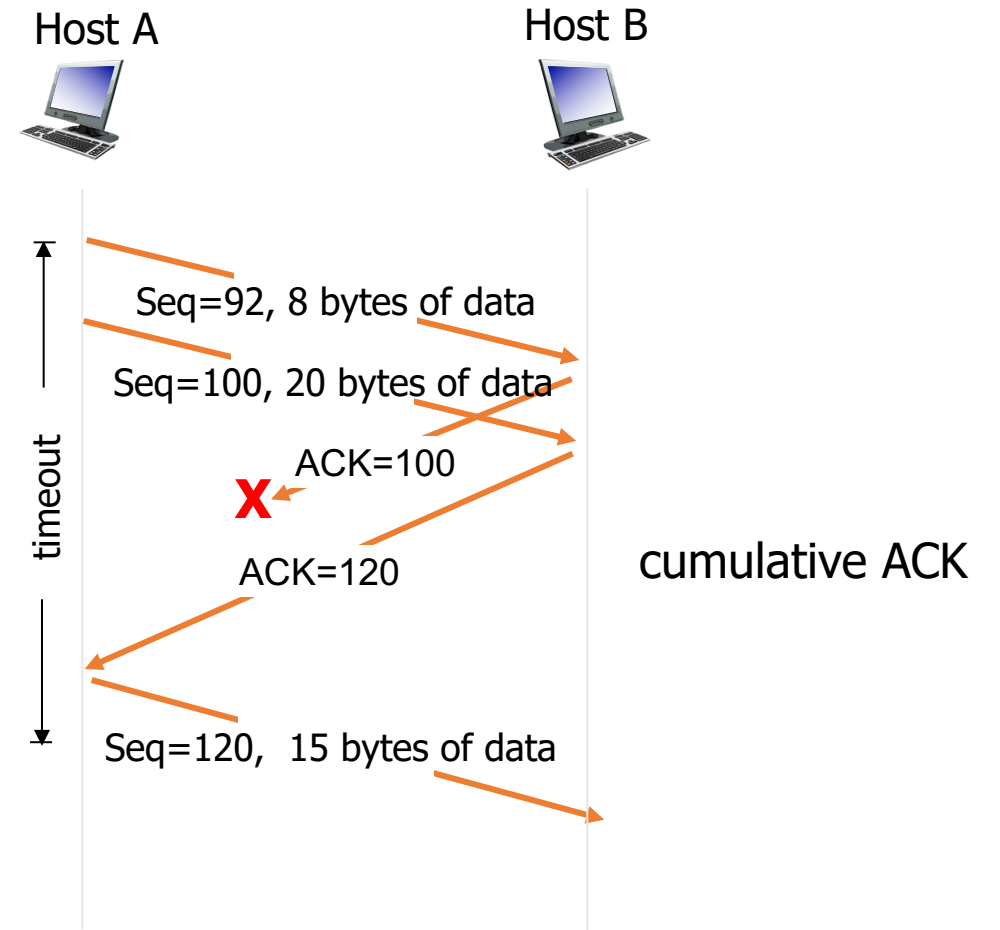 Host A
Host B
Seq=92, 8 bytes of data
Seq=100, 20 bytes of data
ACK=100
X
timeout
ACK=120
cumulative ACK
Seq=120, 15 bytes of data